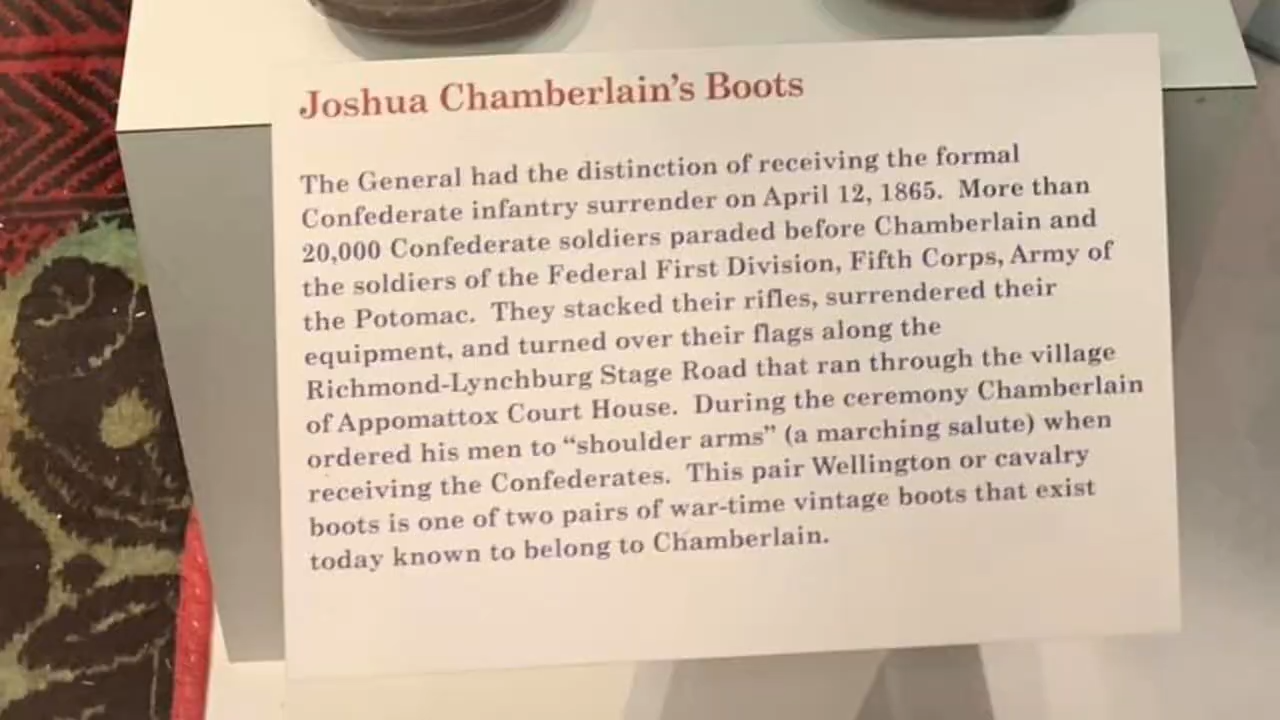 Joshua Chamberlain's Boots
The General had the distinction of receiving the formal
Confederate infantry surrender on April 12, 1865.  More than
20,000 Confederate soldiers paraded before Chamberlain and
the soldiers of the Federal First Division, Fifth Corps, Army of
the Potomac.  They stacked their rifles, surrendered their
equipment, and turned over their flags along the
Richmond-Lynchburg Stage Road that ran through the village
of Appomattox Court House.  During the ceremony Chamberlain
ordered his men to “shoulder arms” (a marching salute) when
receiving the Confederates.  This pair Wellington or cavalry
boots is one of two pairs of war-time vintage boots that exist
today known to belong to Chamberlain.